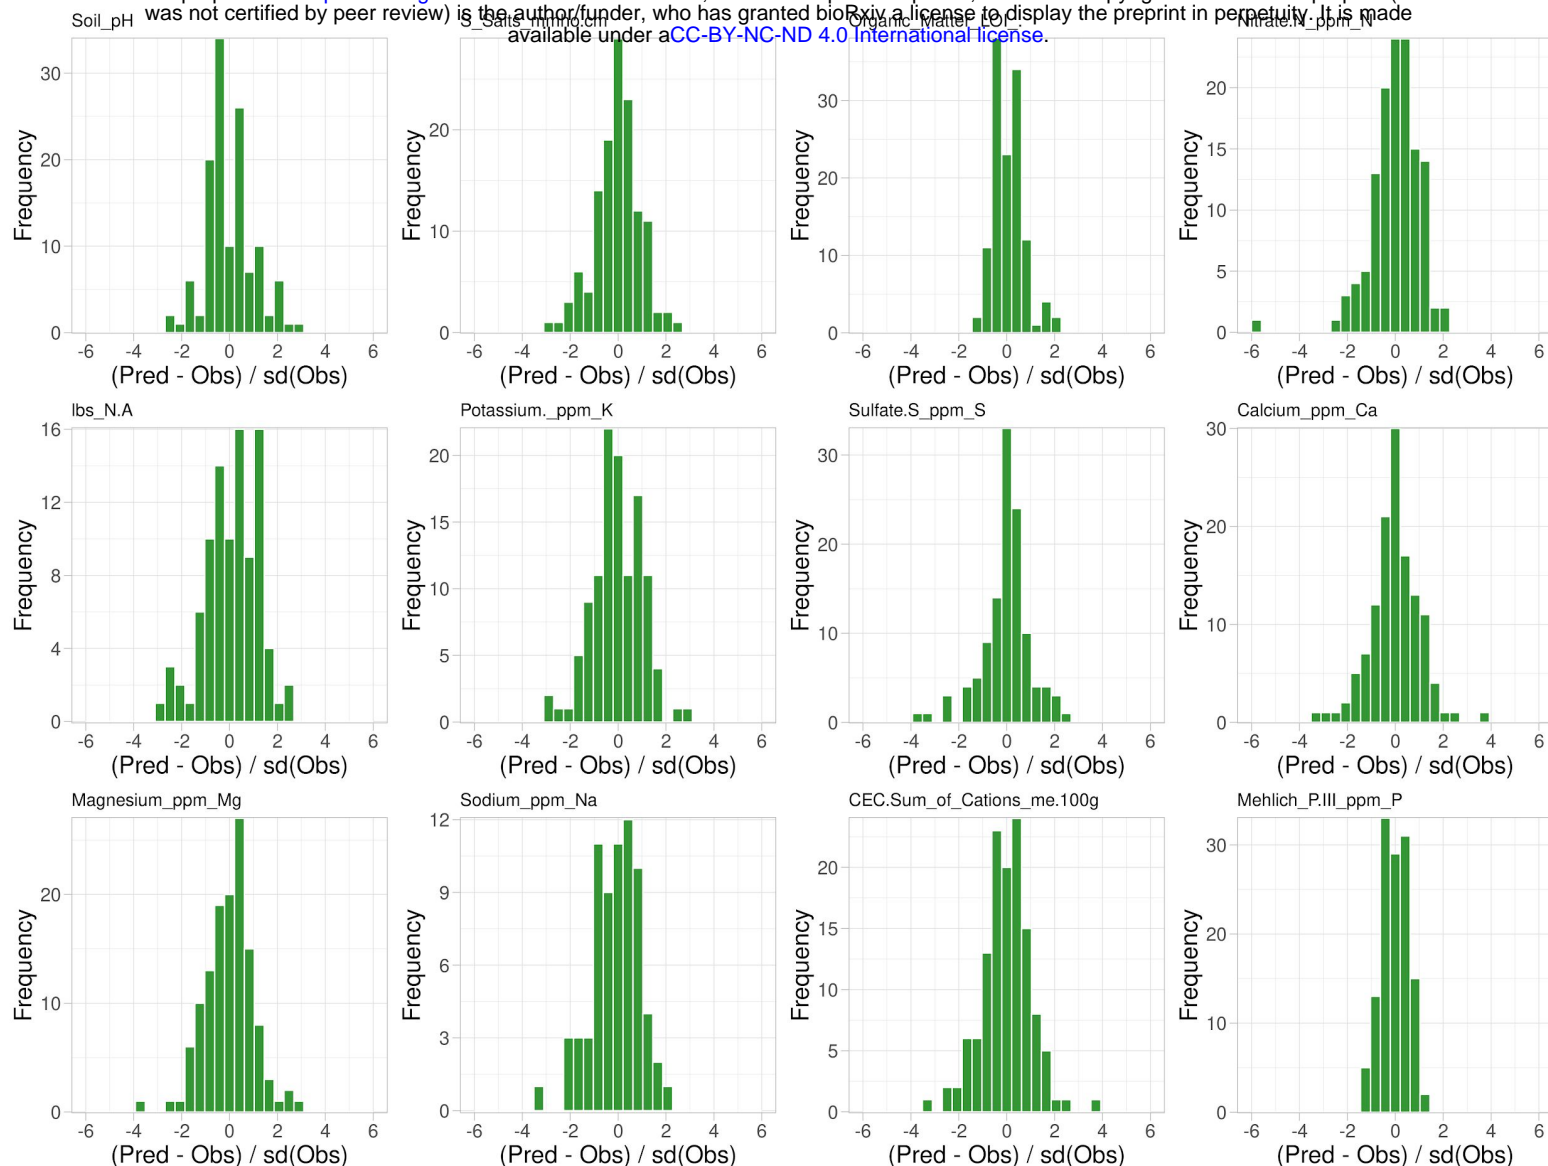 was not certified by peer review) is the author/funder, who has granted bioRxiv a license to display the preprint in perpetuity. It is made
available under aCC-BY-NC-ND 4.0 International license.
Soil_pH
S_Salts_mmho.cm
Organic_Matter_LOI_.
Nitrate.N_ppm_N
Frequency
30
20
10
0
-6 -4 -2 0 2 4 6
(Pred - Obs) / sd(Obs)
Frequency
20
10
0
-6 -4 -2 0 2 4 6
(Pred - Obs) / sd(Obs)
Frequency
30
20
10
0
-6 -4 -2 0 2 4 6
(Pred - Obs) / sd(Obs)
Frequency
20
15
10
5
0
-6 -4 -2 0 2 4 6
(Pred - Obs) / sd(Obs)
lbs_N.A
Frequency
16
12
8
4
0
-6 -4 -2 0 2 4 6
(Pred - Obs) / sd(Obs)
Potassium._ppm_K
Frequency
20
15
10
5
0
-6 -4 -2 0 2 4 6
(Pred - Obs) / sd(Obs)
Sulfate.S_ppm_S
Frequency
30
20
10
0
-6 -4 -2 0 2 4 6
(Pred - Obs) / sd(Obs)
Calcium_ppm_Ca
Frequency
30
20
10
0
-6 -4 -2 0 2 4 6
(Pred - Obs) / sd(Obs)
Magnesium_ppm_Mg
Frequency
20
10
0
-6 -4 -2 0 2 4 6
(Pred - Obs) / sd(Obs)
Sodium_ppm_Na
Frequency
12
9
6
3
0
-6 -4 -2 0 2 4 6
(Pred - Obs) / sd(Obs)
CEC.Sum_of_Cations_me.100g
Frequency
20
15
10
5
0
-6 -4 -2 0 2 4 6
(Pred - Obs) / sd(Obs)
Mehlich_P.III_ppm_P
Frequency
30
20
10
0
-6 -4 -2 0 2 4 6
(Pred - Obs) / sd(Obs)